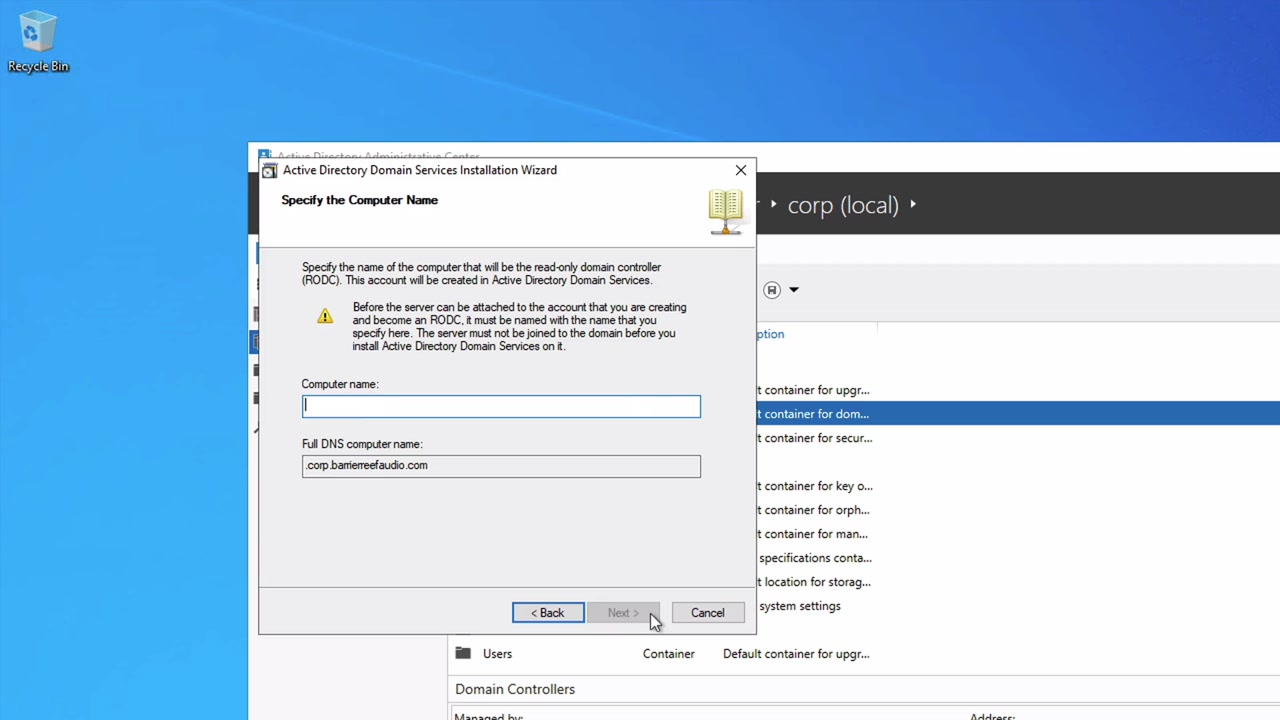 Recycle Bin
Active Directory Administrative Center
Active Directory Domain Services Installation Wizard
Specify the Computer Name
corp (local)
Specify the name of the computer that will be the read-only domain controller
(RODC). This account will be created in Active Directory Domain Services.
Before the server can be attached to the account that you are creating
and become an RODC, it must be named with the name that you
specify here. The server must not be joined to the domain before you
install Active Directory Domain Services on it.
Computer name:
Full DNS computer name:
.corp.barrierreefaudio.com
< Back
Next >
Cancel
ption
t container for upgr...
t container for dom...
t container for secur...
t container for key o...
t container for orph...
t container for man...
specifications conta...
t location for storag...
system settings
Users Container Default container for upgr...
Domain Controllers
Managed by: Address: